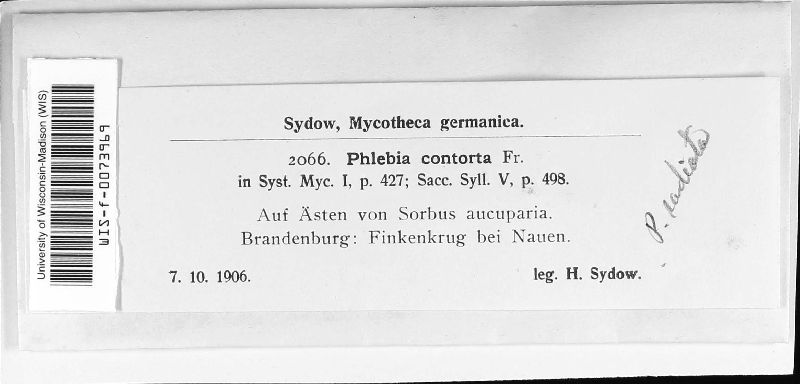 University of Wisconsin-Madison (WIS)
WIS-f-0073969
Sydow, Mycotheca germanica.
2066. Phlebia contorta Fr.
in Syst. Myc. I, p. 427; Sacc. Syll. V, p. 498.
Auf Ästen von Sorbus aucuparia.
Brandenburg: Finkenkrug bei Nauen.
7. 10. 1906. leg. H. Sydow.
P. radiata